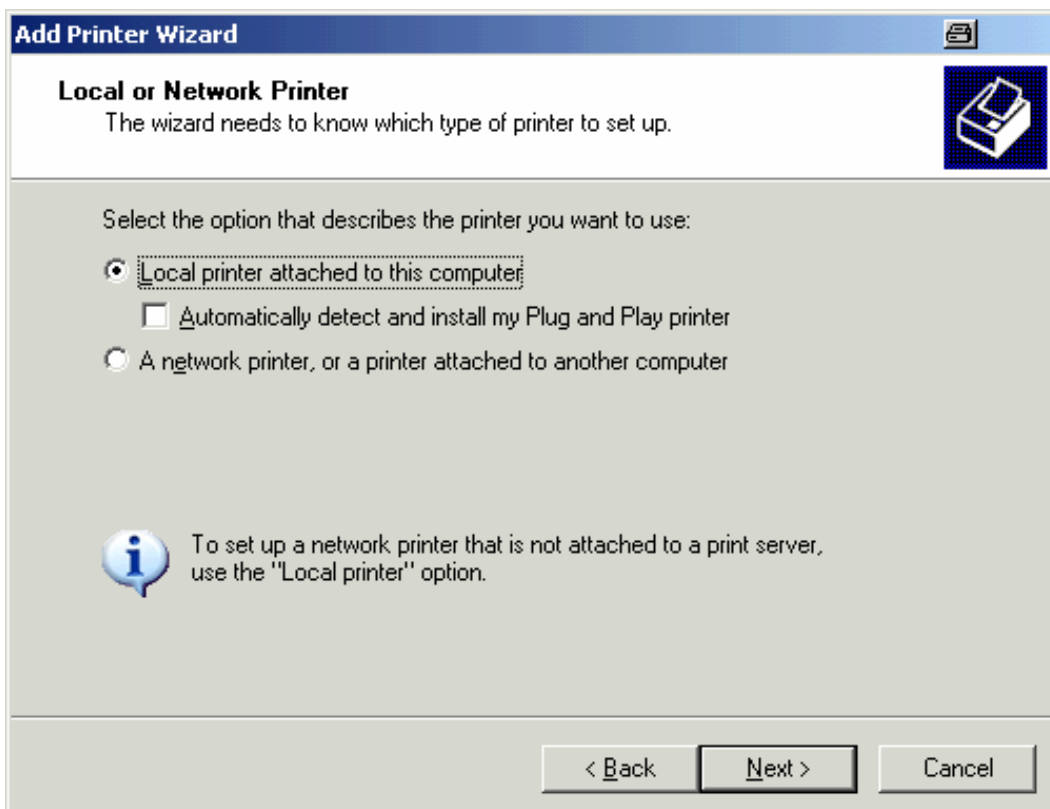 Add Printer Wizard
Local or Network Printer
The wizard needs to know which type of printer to set up.
Select the option that describes the printer you want to use:
Local printer attached to this computer
Automatically detect and install my Plug and Play printer
A network printer, or a printer attached to another computer
To set up a network printer that is not attached to a print server,
use the "Local printer" option.
< Back
Next >
Cancel